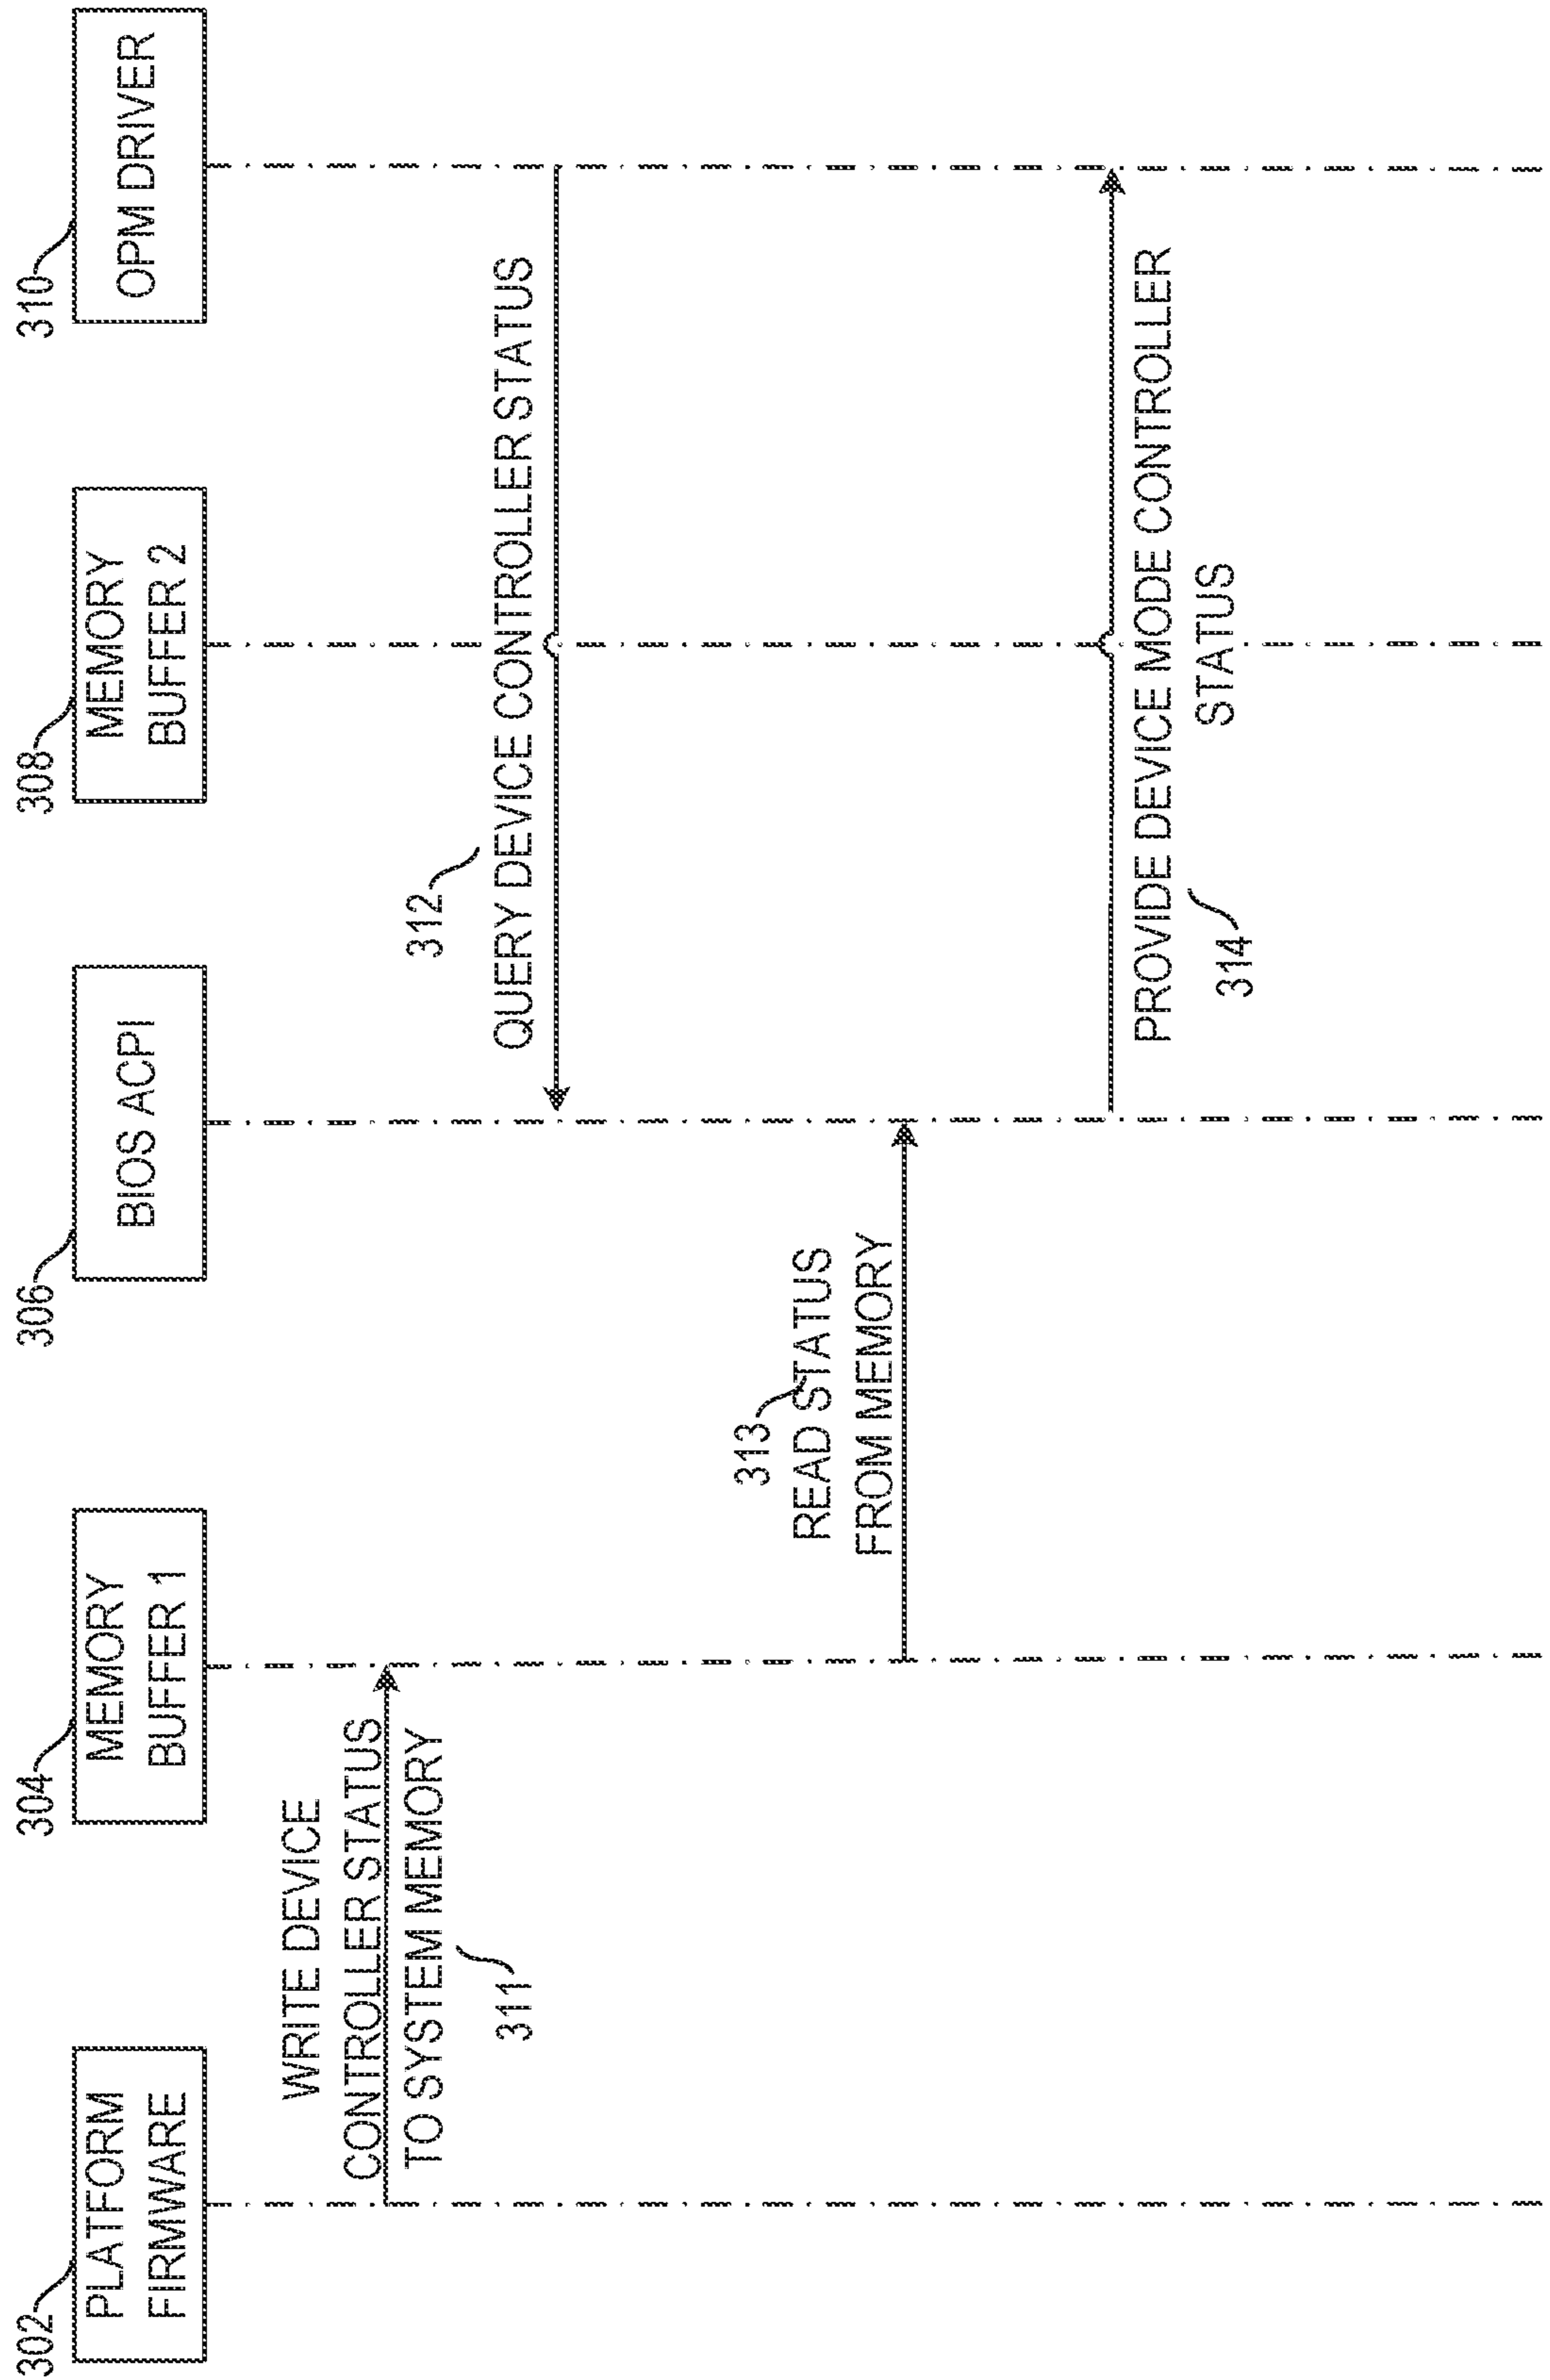 302
PLATFORM
FIRMWARE
304
MEMORY
BUFFER 1
306
BIOS ACPI
308
MEMORY
BUFFER 2
310
OPM DRIVER
WRITE DEVICE
CONTROLLER STATUS
TO SYSTEM MEMORY
311
312
QUERY DEVICE CONTROLLER STATUS
313
READ STATUS
FROM MEMORY
PROVIDE DEVICE MODE CONTROLLER
STATUS
314